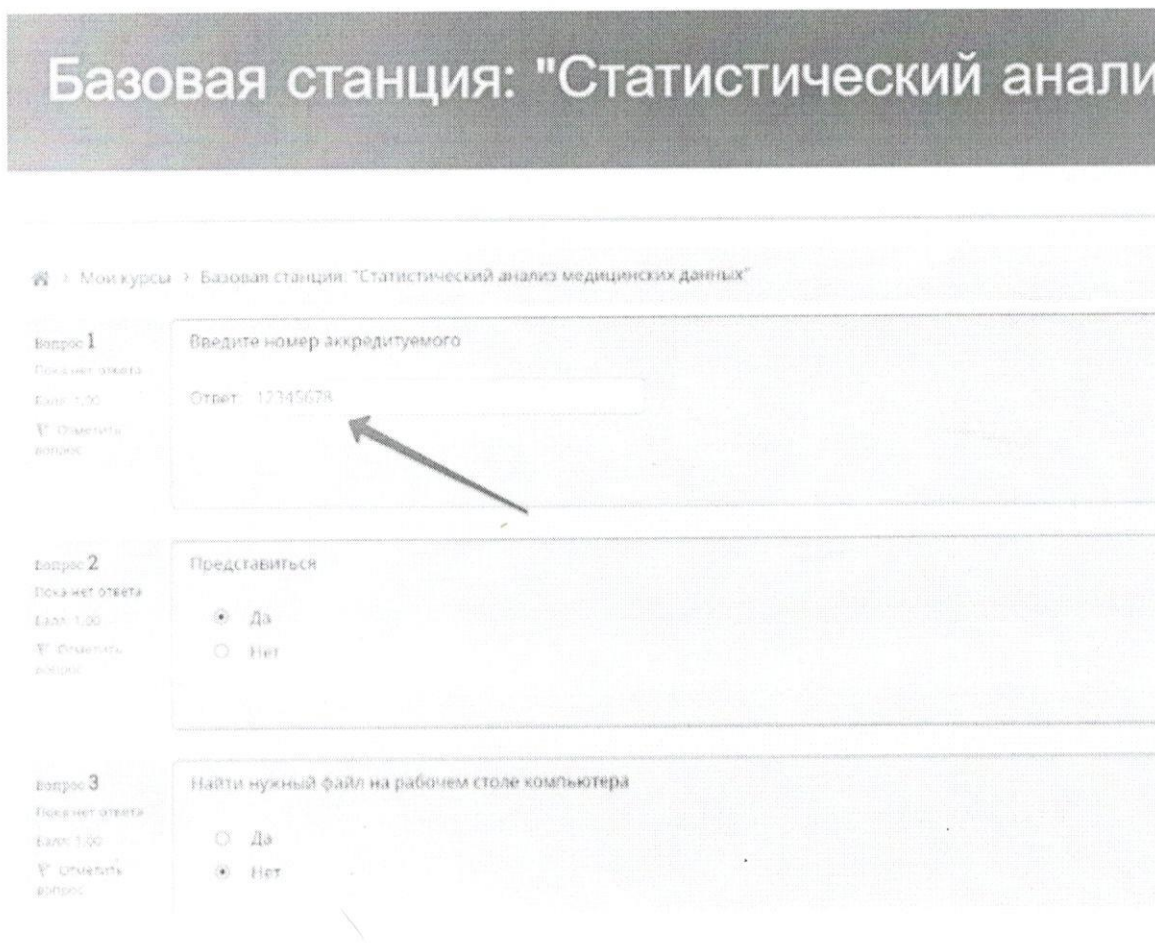 Базовая станция: "Статистический анали
Мои курсы > Базовая станция: "Статистический анализ медицинских данных"
Вопрос 1
Пока нет ответа
Балл: 1,00
Отметить
вопрос
Введите номер аккредитуемого
Ответ: 12345678
Вопрос 2
Пока нет ответа
Балл: 1,00
Отметить
вопрос
Представиться
Да
Нет
Вопрос 3
Пока нет ответа
Балл: 1,00
Отметить
вопрос
Найти нужный файл на рабочем столе компьютера
Да
Нет